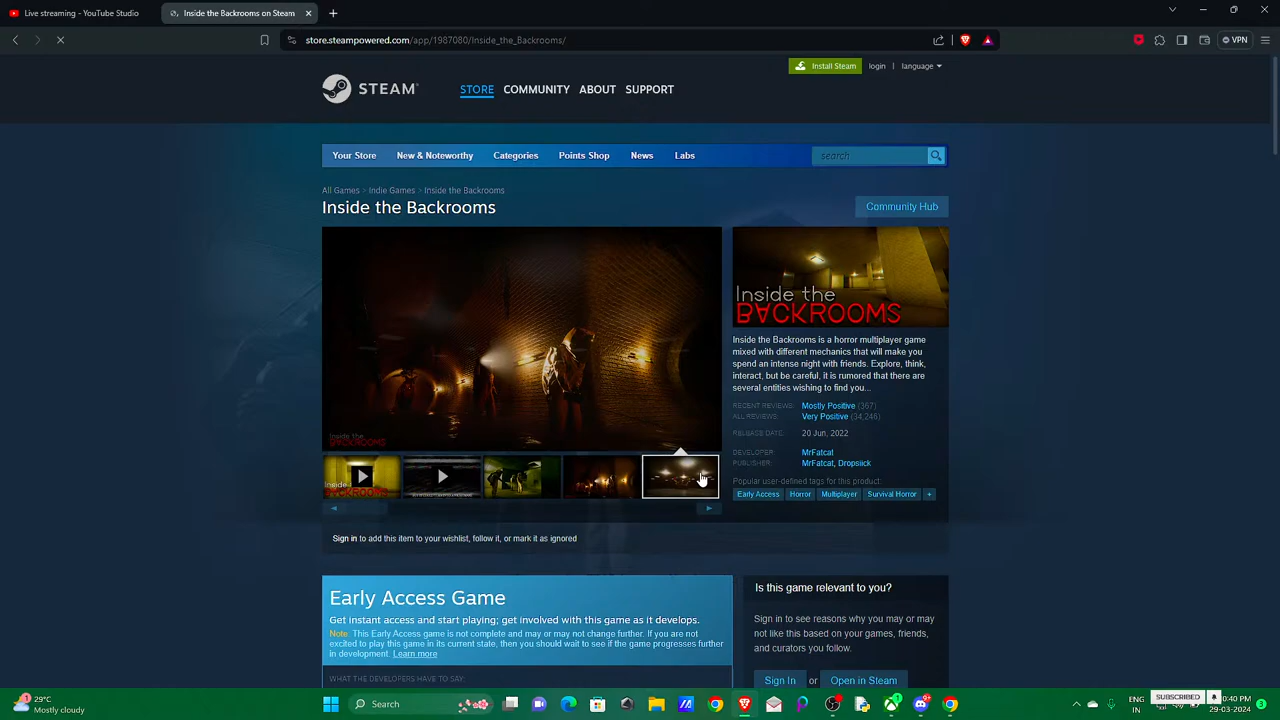 Live streaming - YouTube Studio
Inside the Backrooms on Steam
store.steampowered.com/app/1987080/Inside_the_Backrooms/
VPN
Install Steam
login
language
STEAM
STORE
COMMUNITY
ABOUT
SUPPORT
Your Store
New & Noteworthy
Categories
Points Shop
News
Labs
search
All Games > Indie Games > Inside the Backrooms
Inside the Backrooms
Community Hub
Inside the
BACKROOMS
Inside the
BACKROOMS
Inside the Backrooms is a horror multiplayer game
mixed with different mechanics that will make you
spend an intense night with friends. Explore, think,
interact, but be careful, it is rumored that there are
several entities wishing to find you...
RECENT REVIEWS: Mostly Positive (367)
ALL REVIEWS: Very Positive (34,246)
RELEASE DATE: 20 Jun, 2022
DEVELOPER: MrFatcat
PUBLISHER: MrFatcat, Dropsiick
Popular user-defined tags for this product:
Early Access
Horror
Multiplayer
Survival Horror
+
Sign in to add this item to your wishlist, follow it, or mark it as ignored
Early Access Game
Get instant access and start playing; get involved with this game as it develops.
Note: This Early Access game is not complete and may or may not change further. If you are
not excited to play this game in its current state, then you should wait to see if the game progresses further
in development. Learn more
WHAT THE DEVELOPERS HAVE TO SAY:
Is this game relevant to you?
Sign in to see reasons why you may or
may not like this based on your games, friends,
and curators you follow.
Sign In or Open in Steam
29°C
Mostly cloudy
Search
ENG
IN
SUBSCRIBED
0:40 PM
29-03-2024